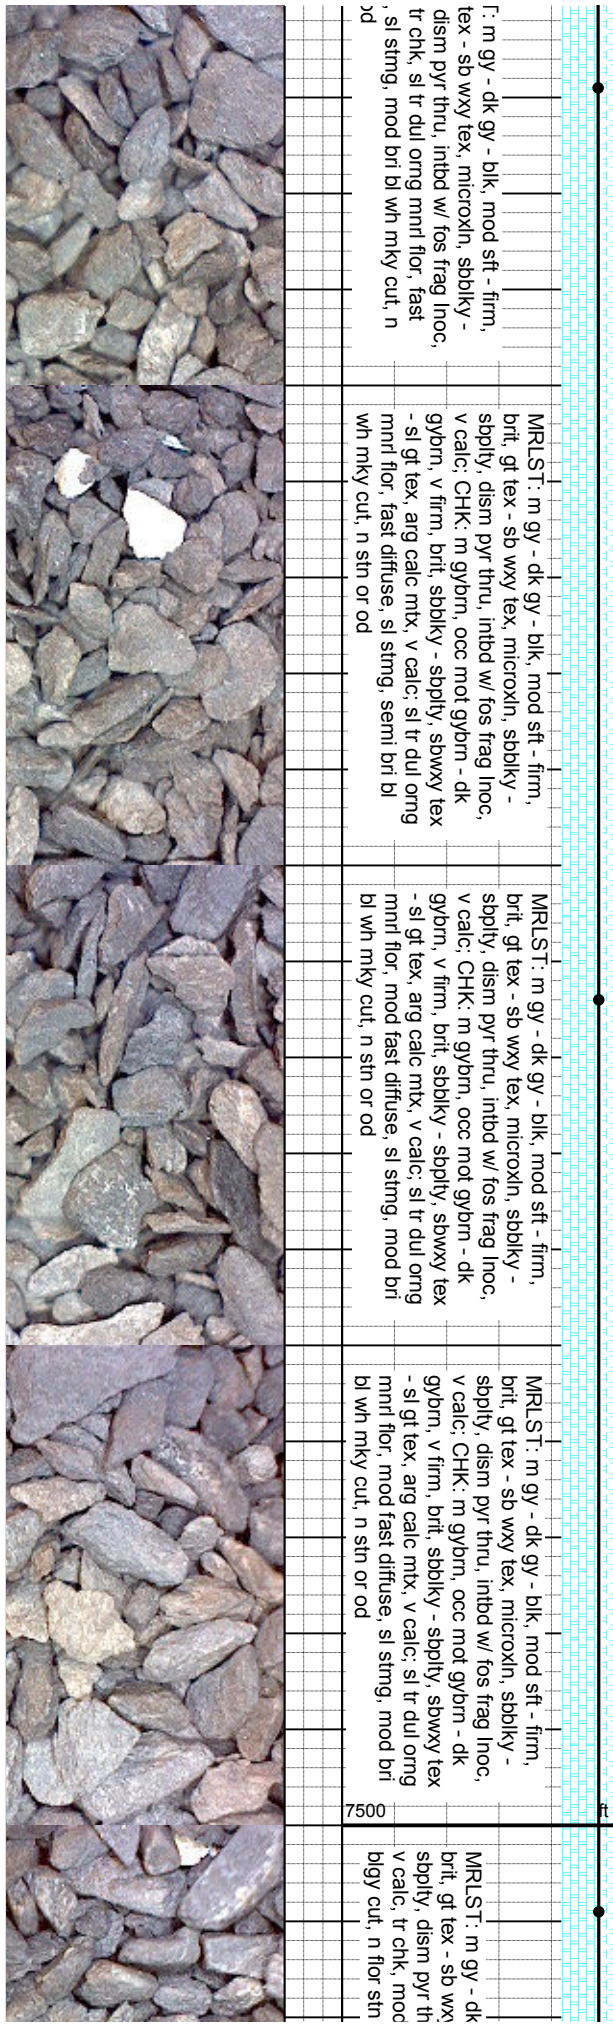 T: m gy - dk gy - blk, mod sft - firm,
tex - sb wxy tex, microxln, sbblky -
dism pyr thru, intbd w/ fos frag Inoc,
tr chk, sl tr dul orng mnrl flor, fast
, sl stmg, mod bri bl wh mky cut, n
od
MRLST: m gy - dk gy - blk, mod sft - firm,
brit, gt tex - sb wxy tex, microxln, sbblky -
sbplty, dism pyr thru, intbd w/ fos frag Inoc,
v calc; CHK: m gybrn, occ mot gybrn - dk
gybrn, v firm, brit, sbblky - sbplty, sbwxy tex
- sl gt tex, arg calc mtx, v calc; sl tr dul orng
mnrl flor, fast diffuse, sl stmg, semi bri bl
wh mky cut, n stn or od
MRLST: m gy - dk gy - blk, mod sft - firm,
brit, gt tex - sb wxy tex, microxln, sbblky -
sbplty, dism pyr thru, intbd w/ fos frag Inoc,
v calc; CHK: m gybrn, occ mot gybrn - dk
gybrn, v firm, brit, sbblky - sbplty, sbwxy tex
- sl gt tex, arg calc mtx, v calc; sl tr dul orng
mnrl flor, mod fast diffuse, sl stmg, mod bri
bl wh mky cut, n stn or od
MRLST: m gy - dk gy - blk, mod sft - firm,
brit, gt tex - sb wxy tex, microxln, sbblky -
sbplty, dism pyr thru, intbd w/ fos frag Inoc,
v calc; CHK: m gybrn, occ mot gybrn - dk
gybrn, v firm, brit, sbblky - sbplty, sbwxy tex
- sl gt tex, arg calc mtx, v calc; sl tr dul orng
mnrl flor, mod fast diffuse, sl stmg, mod bri
bl wh mky cut, n stn or od
7500 ft
MRLST: m gy - dk
brit, gt tex - sb wxy
sbplty, dism pyr th
v calc, tr chk, mod
blgy cut, n flor stn